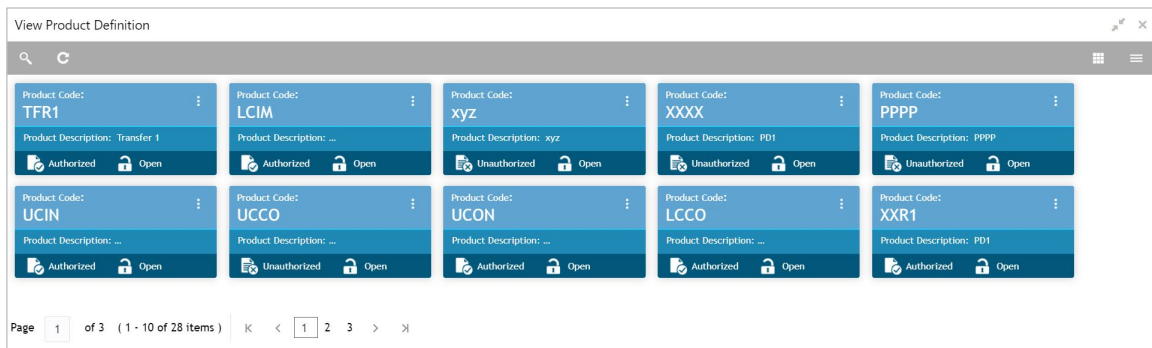 View Product Definition
Product Code: Product Code: Product Code: Product Code: Product Code:
TFR1 LCIM xyz XXXX PPPP
Product Description: Transfer 1 Product Description: ... Product Description: xyz Product Description: PD1 Product Description: PPPP
Authorized Open Authorized Open Unauthorized Open Unauthorized Open Unauthorized Open
Product Code: Product Code: Product Code: Product Code: Product Code:
UCIN UCCO UCON LCCO XXR1
Product Description: ... Product Description: ... Product Description: ... Product Description: ... Product Description: PD1
Authorized Open Unauthorized Open Authorized Open Authorized Open Authorized Open
Page 1 of 3 ( 1 - 10 of 28 items ) 1 2 3